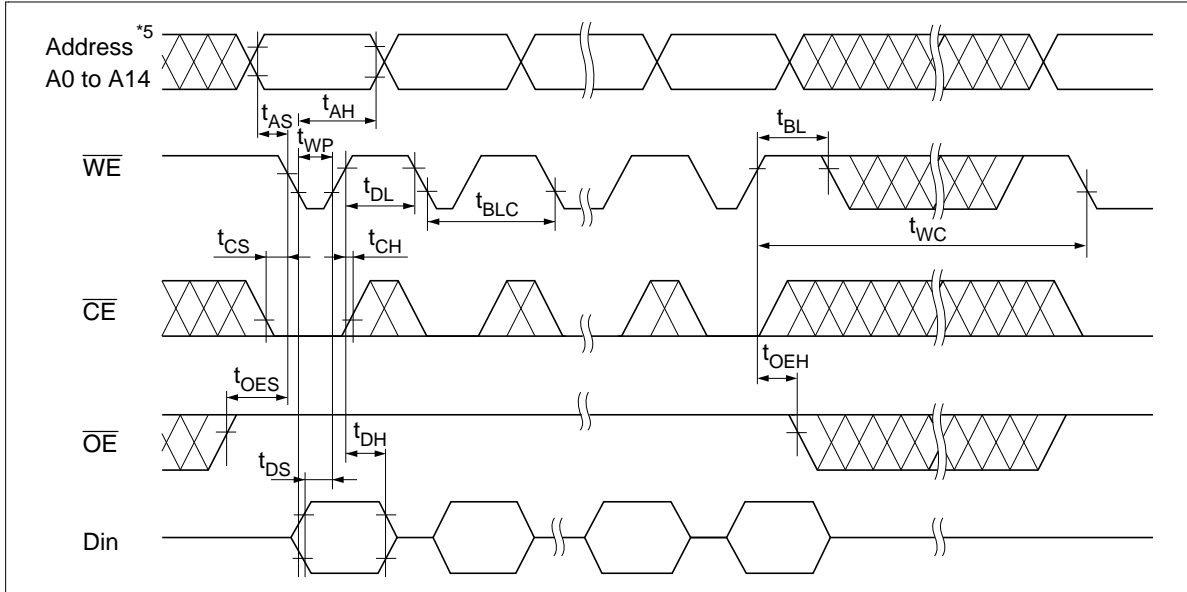 Address *5
A0 to A14
tAS
tAH
tWP
tBL
WE
tDL
tBLC
tWC
tCS
tCH
CE
tOEH
tOES
OE
tDH
tDS
Din